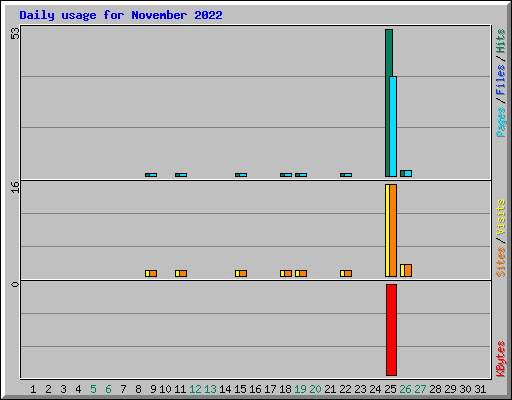 Daily usage for November 2022
53
16
0
Pages/Files/Hits
Sites/Visits
KBytes
1 2 3 4 5 6 7 8 9 10 11 12 13 14 15 16 17 18 19 20 21 22 23 24 25 26 27 28 29 30 31